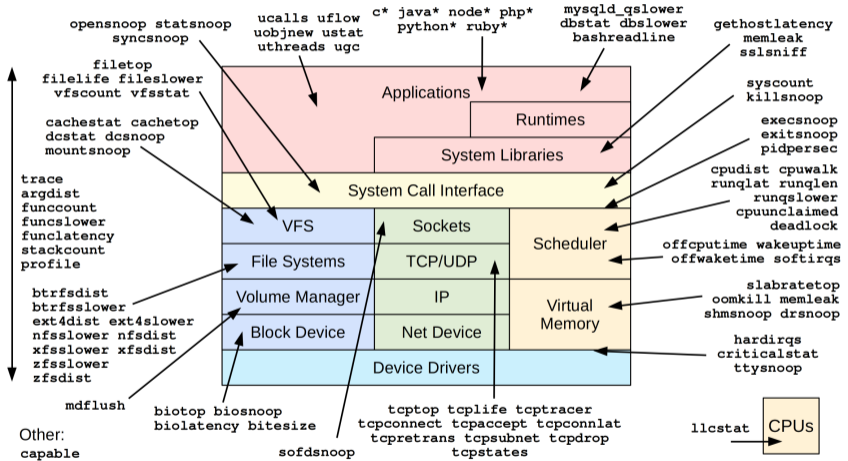 opensnoop statsnoop
syncsnoop
ucalls uflow
uobjnew ustat
uthreads ugc
c* java* node* php*
python* ruby*
mysqld_qslower
dbstat dbslower
bashreadline
gethostlatency
memleak
sslsniff
filetop
filelife fileslower
vfscount vfsstat
syscount
killsnoop
cachestat cachetop
dcstat dcsnoop
mountsnoop
execsnoop
exitsnoop
pidpersec
trace
argdist
funccount
funcslower
funclatency
stackcount
profile
cpudist cpuwalk
runqlat runqlen
runqslower
cpuunclaimed
deadlock
offcputime wakeuptime
offwaketime softirqs
btrfsdist
btrfsslower
ext4dist ext4slower
nfsslower nfsdist
xfsslower xfsdist
zfsslower
zfsdist
slabratetop
oomkill memleak
shmsnoop drsnoop
hardirqs
criticalstat
ttysnoop
Applications
Runtimes
System Libraries
System Call Interface
VFS
Sockets
Scheduler
File Systems
TCP/UDP
Volume Manager
IP
Virtual
Memory
Block Device
Net Device
Device Drivers
mdflush
biotop biosnoop
biolatency bitesize
sofdsnoop
tcptop tcplife tcptracer
tcpconnect tcpaccept tcpconnlat
tcpretrans tcpsubnet tcpdrop
tcpstates
llcstat
CPUs
Other:
capable